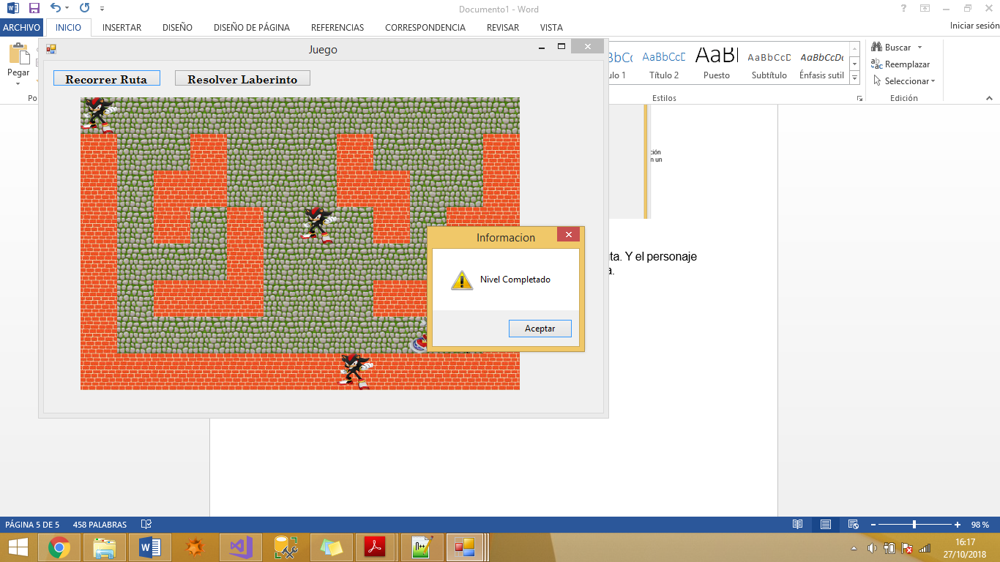 Documento1 - Word
ARCHIVO INICIO INSERTAR DISEÑO DISEÑO DE PÁGINA REFERENCIAS CORRESPONDENCIA REVISAR VISTA
Iniciar sesión
Juego
Pegar
Recorrer Ruta Resolver Laberinto
AaBbCcD AaBl AaBbCcD AaBbCcDc
ulo 1 Título 2 Puesto Subtítulo Énfasis sutil
Estilos
Buscar
Reemplazar
Seleccionar
Edición
Po
ción
n un
Informacion
Nivel Completado
Aceptar
uta. Y el personaje
a.
PÁGINA 5 DE 5 458 PALABRAS
98 %
16:17
27/10/2018